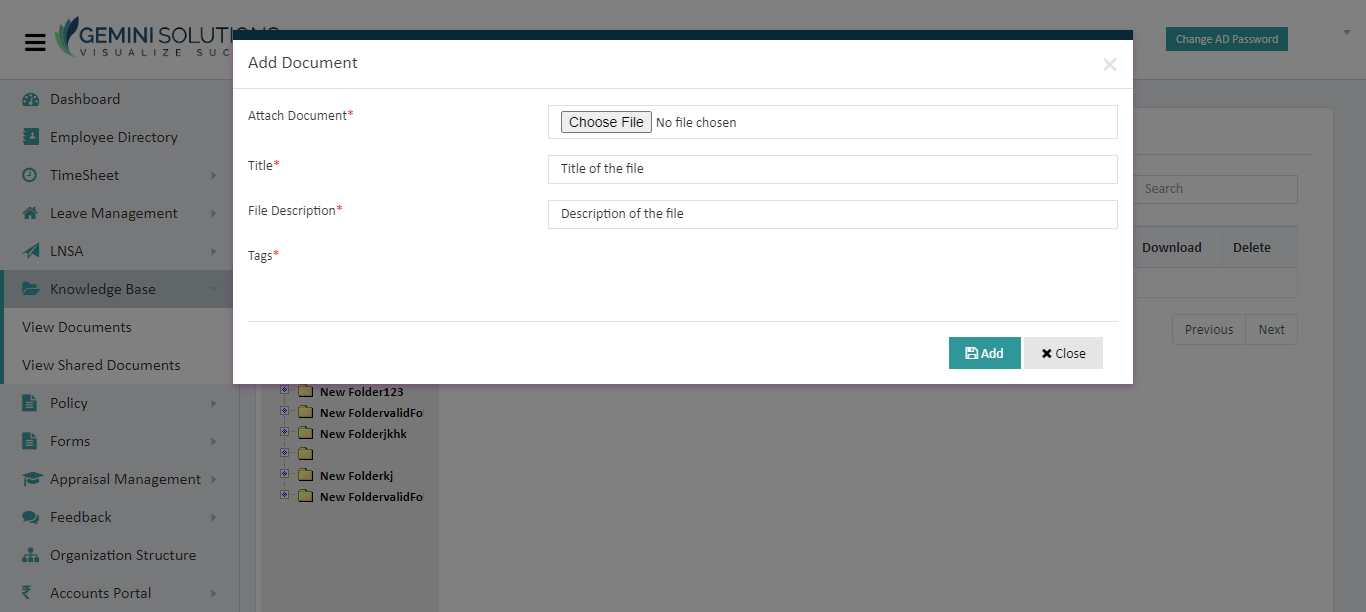 GEMINI SOLUTIONS
VISUALIZE SUC
Change AD Password
Dashboard
Employee Directory
TimeSheet
Leave Management
LNSA
Knowledge Base
View Documents
View Shared Documents
Policy
Forms
Appraisal Management
Feedback
Organization Structure
Accounts Portal
Add Document
×
Attach Document*
Choose File No file chosen
Title*
Title of the file
File Description*
Description of the file
Tags*
Add
Close
Search
Download Delete
Previous Next
New Folder123
New FoldervalidFo
New Folderjkhk
New Folderkj
New FoldervalidFo